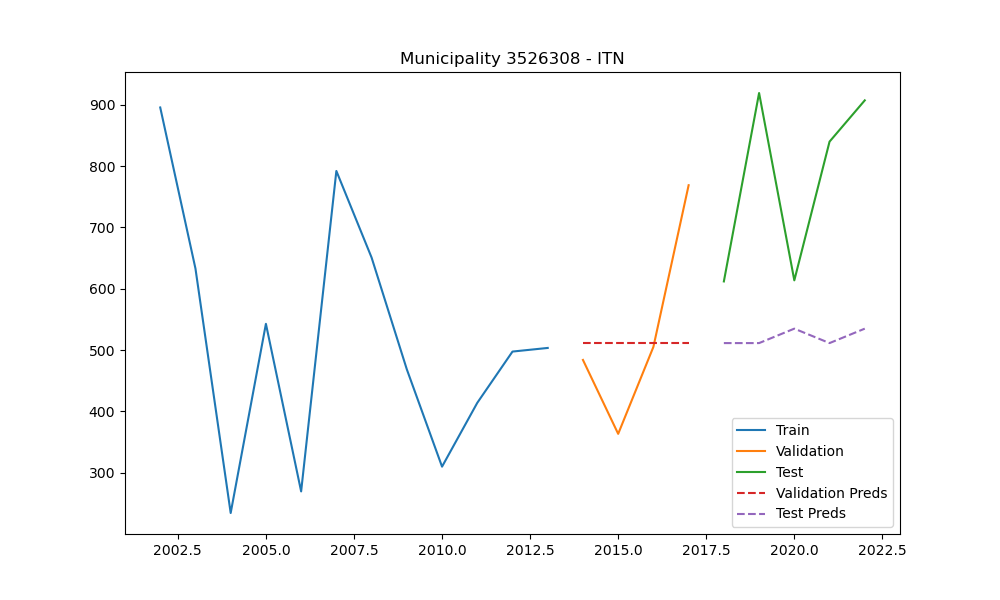 Municipality 3526308 - ITN
900
800
700
600
500
400
300
2002.5 2005.0 2007.5 2010.0 2012.5 2015.0 2017.5 2020.0 2022.5
Train
Validation
Test
Validation Preds
Test Preds